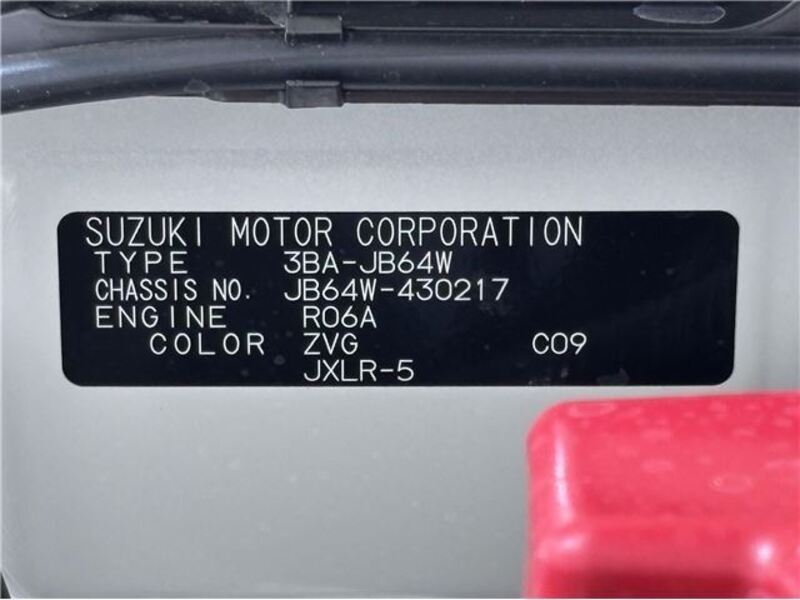 SUZUKI MOTOR CORPORATION
TYPE 3BA-JB64W
CHASSIS NO. JB64W-430217
ENGINE R06A
COLOR ZVG C09
JXLR-5